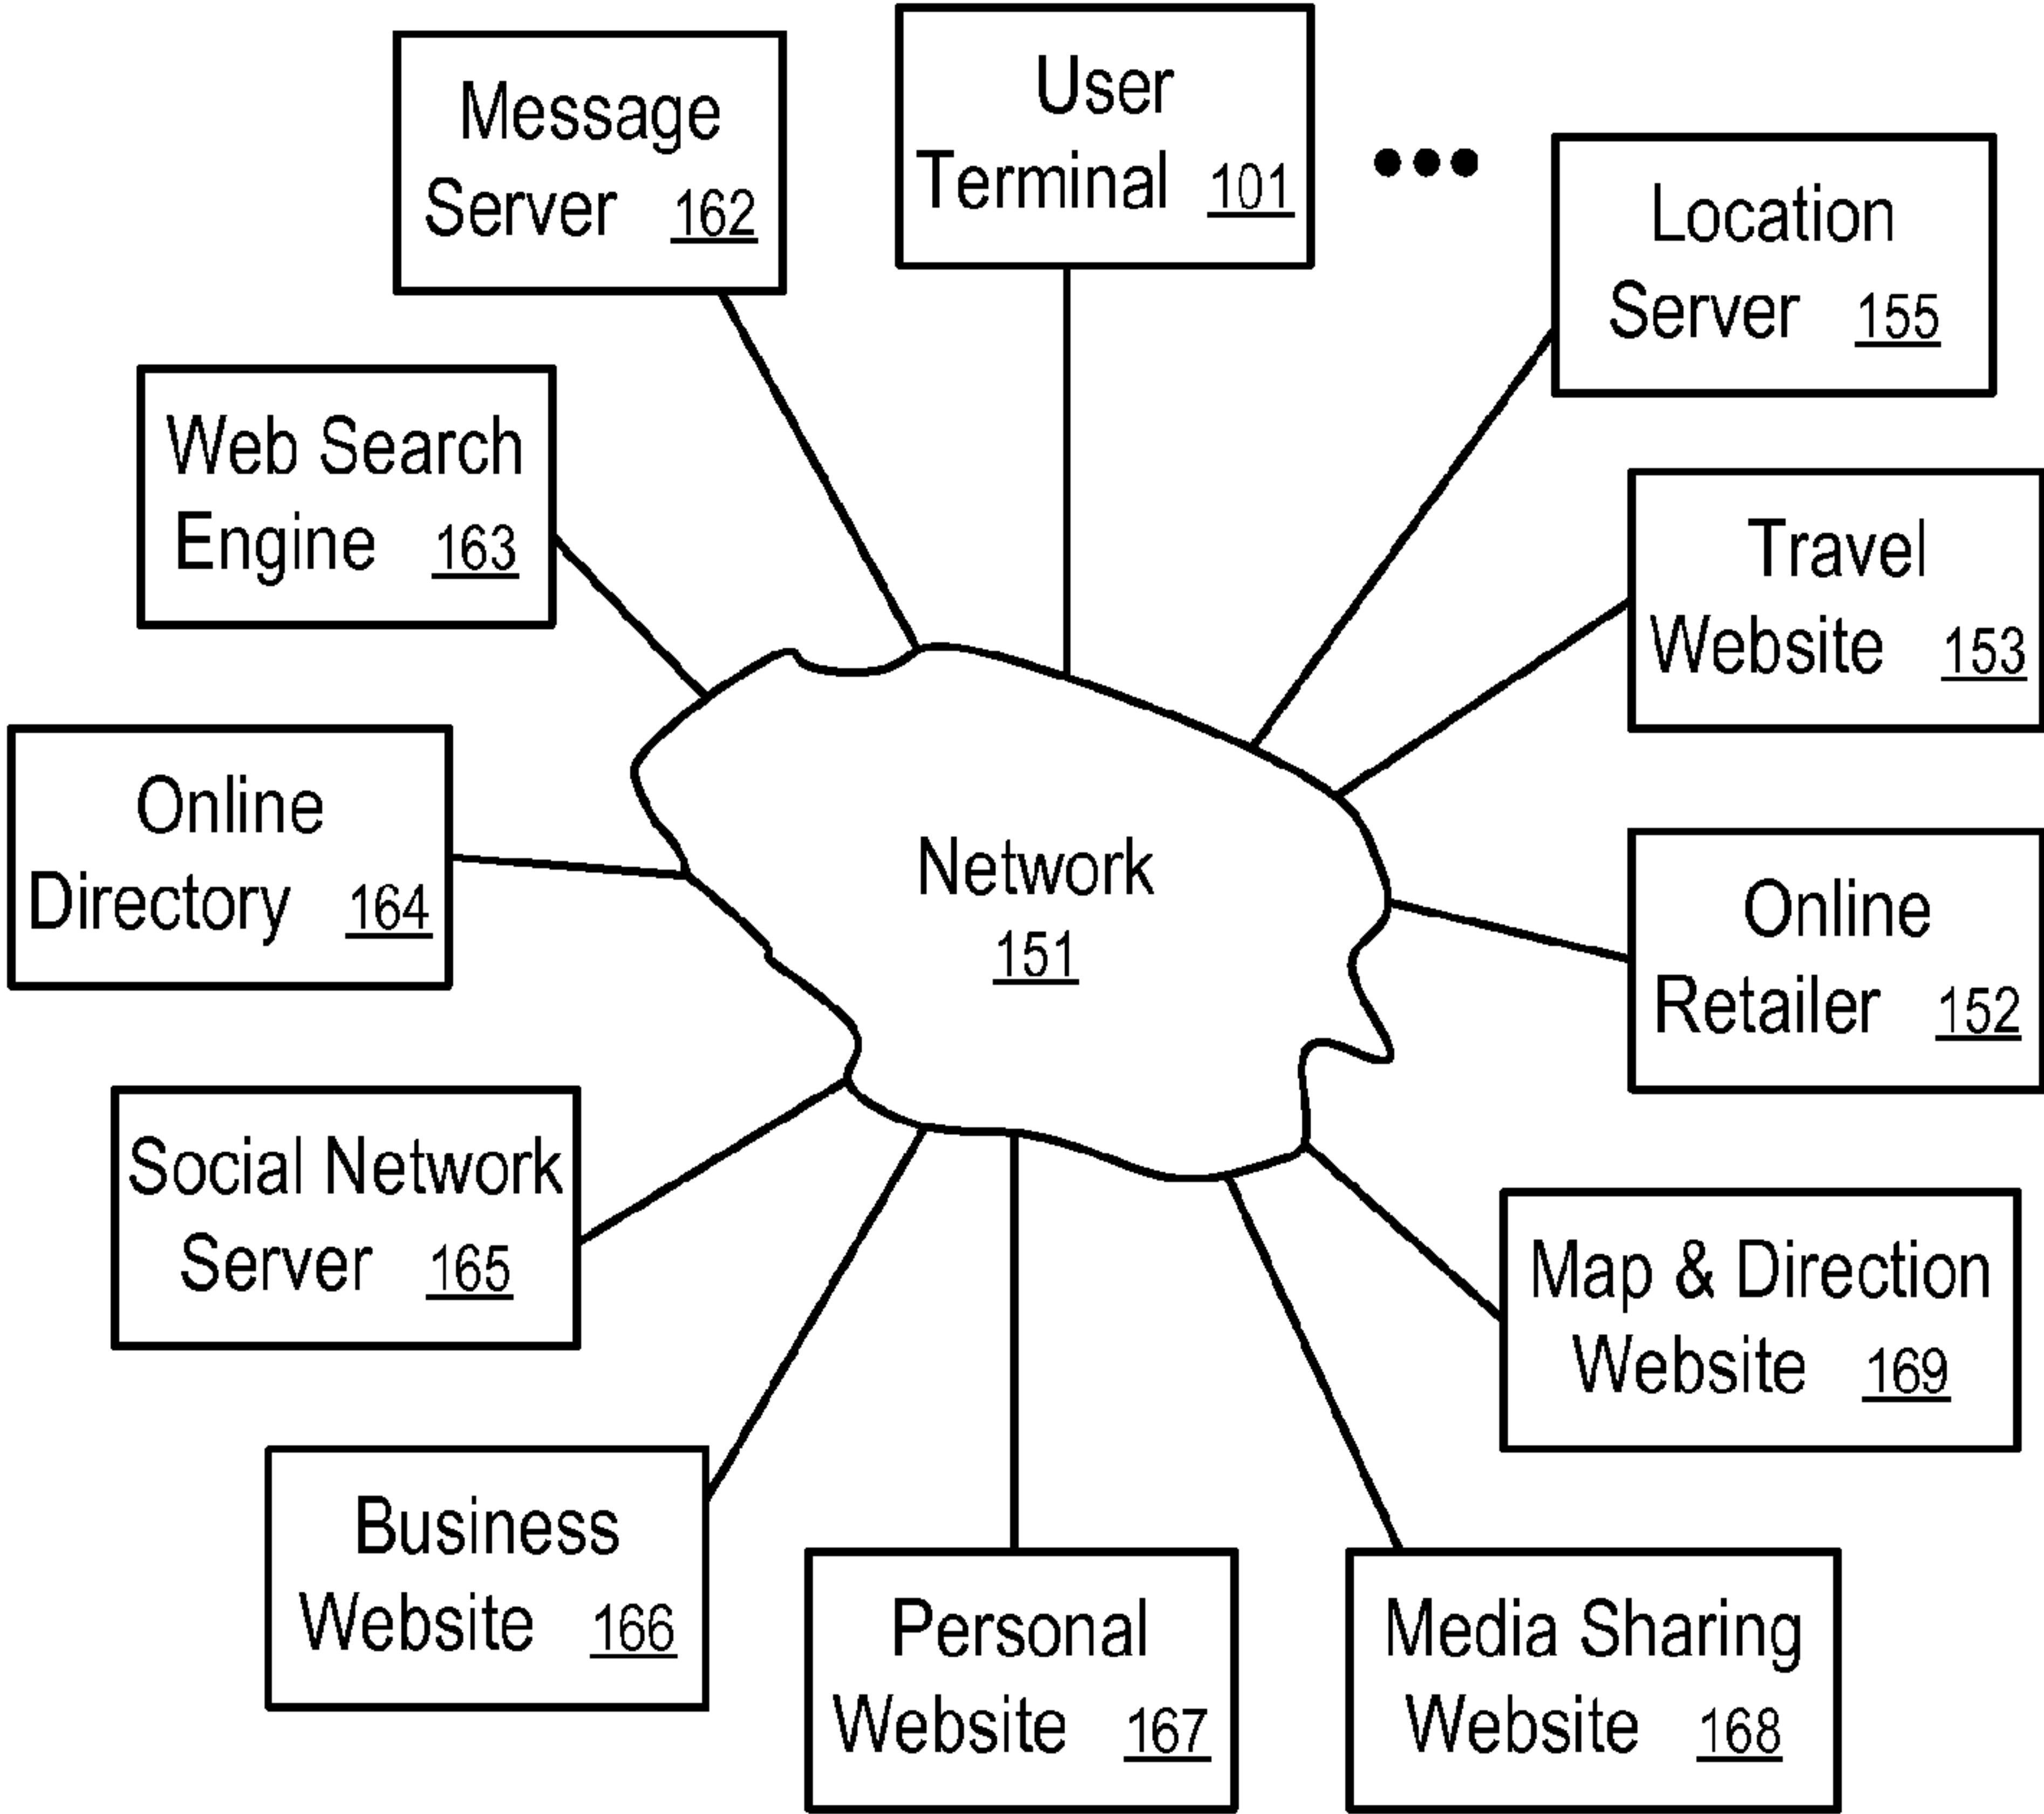 Message
Server 162
User
Terminal 101
Location
Server 155
Web Search
Engine 163
Travel
Website 153
Online
Directory 164
Network
151
Online
Retailer 152
Social Network
Server 165
Map & Direction
Website 169
Business
Website 166
Personal
Website 167
Media Sharing
Website 168